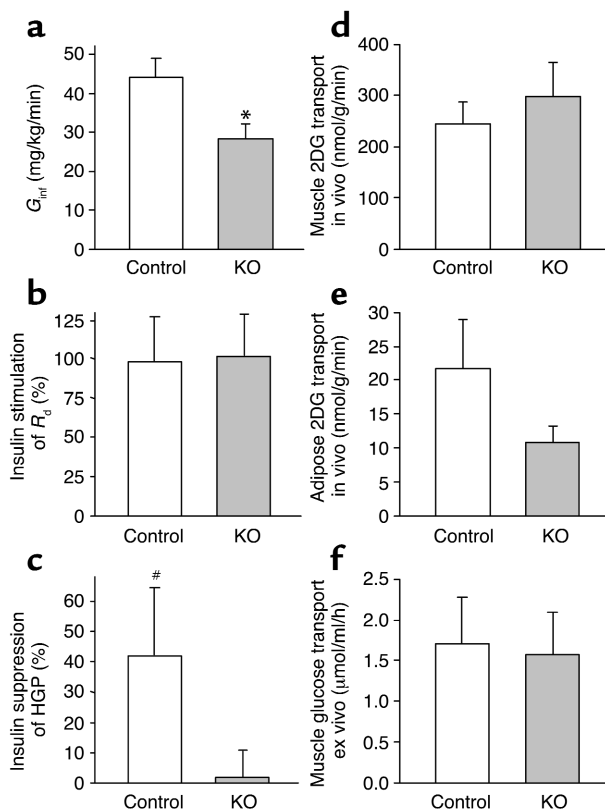 a
G_inf (mg/kg/min)
50
40
30
20
10
0
*
Control KO
b
Insulin stimulation
of R_d (%)
125
100
75
50
25
0
Control KO
c
Insulin suppression
of HGP (%)
60
50
40
30
20
10
0
#
Control KO
d
Muscle 2DG transport
in vivo (nmol/g/min)
400
300
200
100
0
Control KO
e
Adipose 2DG transport
in vivo (nmol/g/min)
30
25
20
15
10
5
0
Control KO
f
Muscle glucose transport
ex vivo (μmol/ml/h)
2.5
2.0
1.5
1.0
0.5
0.0
Control KO